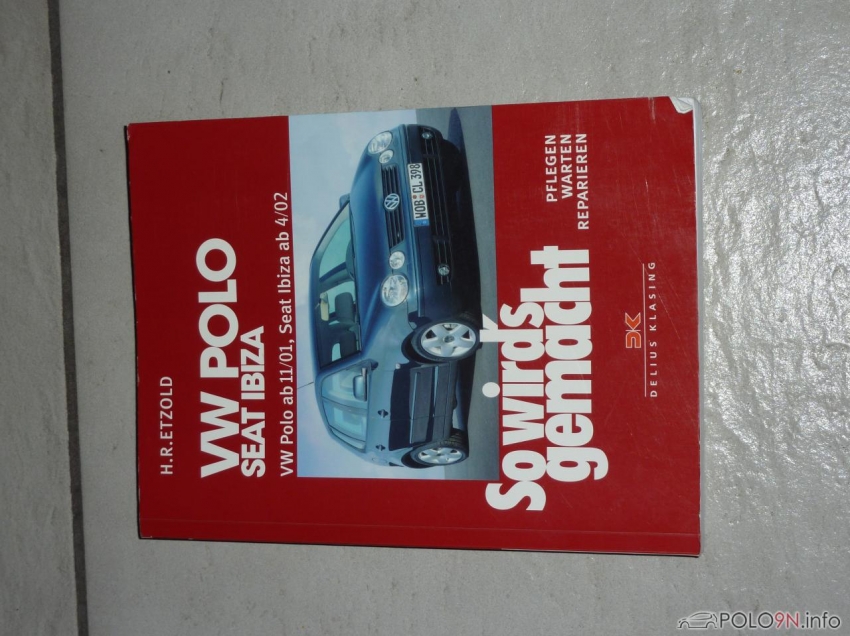 H.R.ETZOLD
VW POLO
SEAT IBIZA
VW Polo ab 11/01, Seat Ibiza ab 4/02
WOB CL 398
So wird's
gemacht
PFLEGEN
WARTEN
REPARIEREN
DK
DELIUS KLASING
POLO9N.info